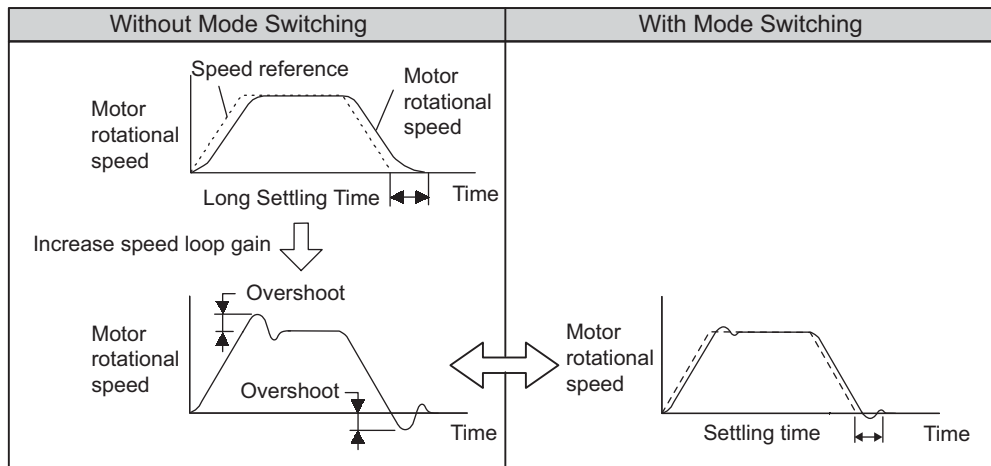 Without Mode Switching
With Mode Switching
Speed reference
Motor
rotational
speed
Motor
rotational
speed
Long Settling Time
Time
Increase speed loop gain
Overshoot
Motor
rotational
speed
Overshoot
Time
Motor
rotational
speed
Settling time
Time